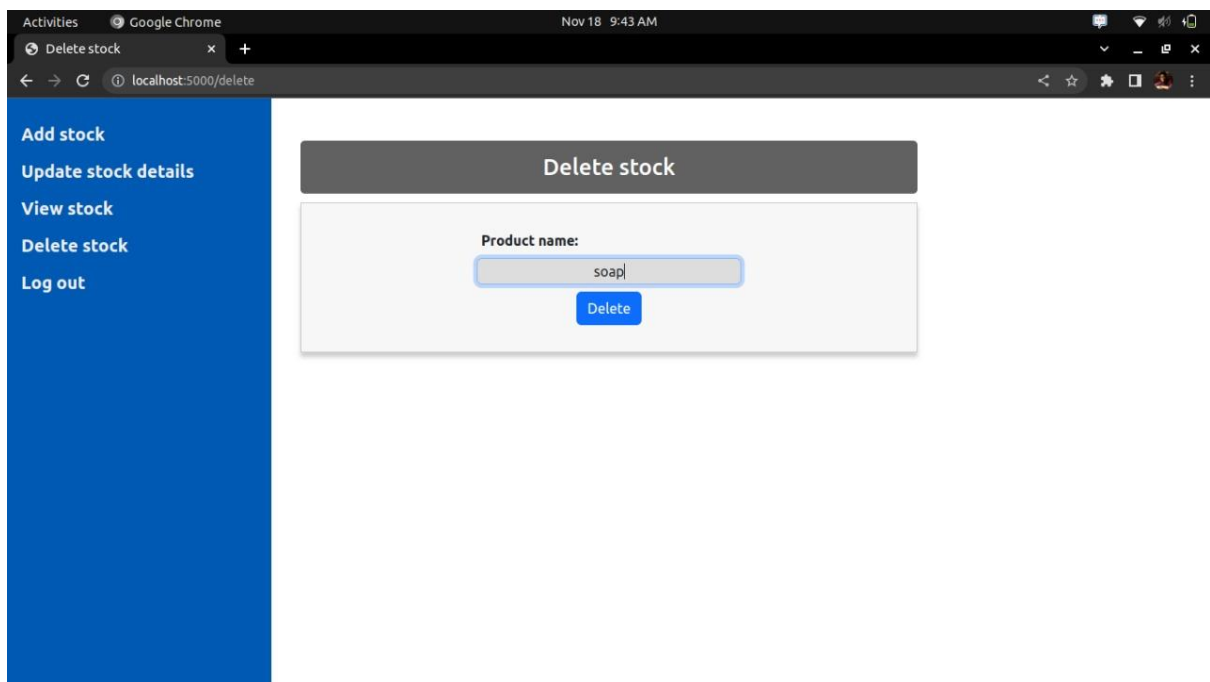 Activities Google Chrome Nov 18 9:43 AM
Delete stock
localhost:5000/delete
Add stock
Update stock details
View stock
Delete stock
Log out
Delete stock
Product name:
soap
Delete